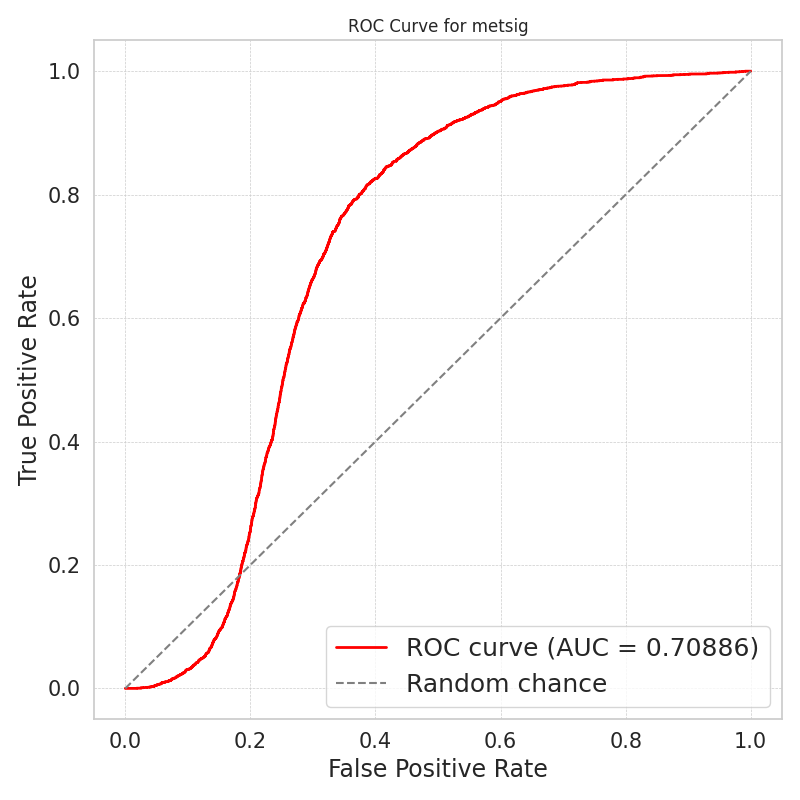 ROC Curve for metsig
True Positive Rate
1.0
0.8
0.6
0.4
0.2
0.0
ROC curve (AUC = 0.70886)
Random chance
0.0 0.2 0.4 0.6 0.8 1.0
False Positive Rate